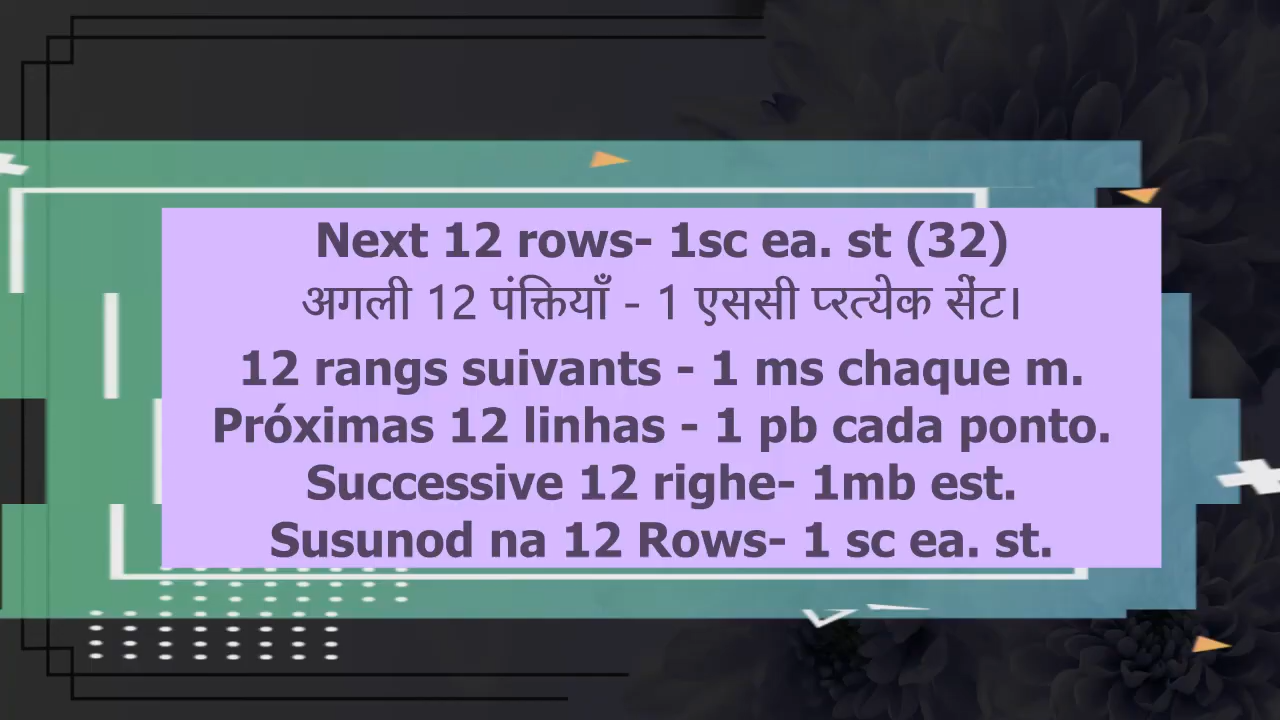 Next 12 rows- 1sc ea. st (32)
अगली 12 पंक्तियाँ - 1 एससी प्रत्येक सेंट।
12 rangs suivants - 1 ms chaque m.
Próximas 12 linhas - 1 pb cada ponto.
Successive 12 righe- 1mb est.
Susunod na 12 Rows- 1 sc ea. st.